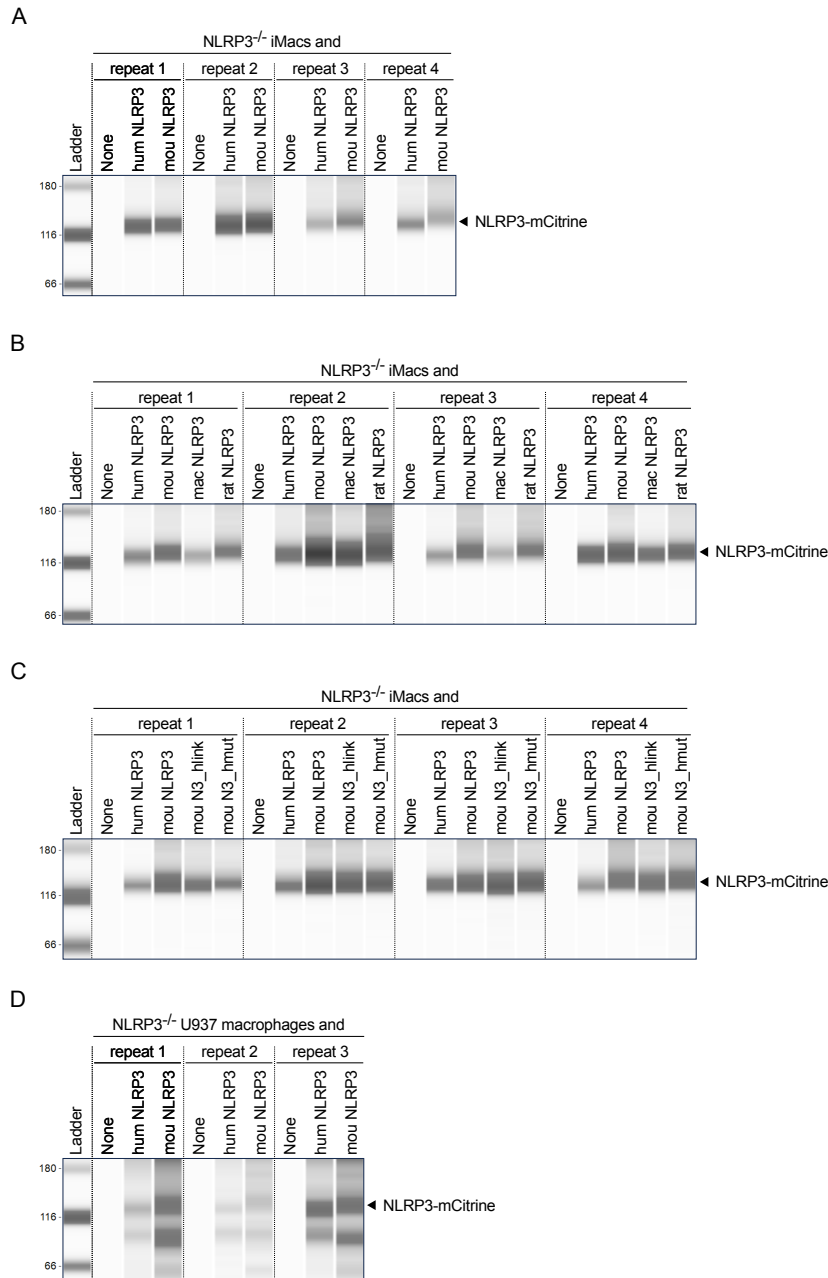 A
NLRP3-/- iMacs and
repeat 1 repeat 2 repeat 3 repeat 4
Ladder None hum NLRP3 mou NLRP3 None hum NLRP3 mou NLRP3 None hum NLRP3 mou NLRP3 None hum NLRP3 mou NLRP3
180
116
NLRP3-mCitrine
66
B
NLRP3-/- iMacs and
repeat 1 repeat 2 repeat 3 repeat 4
Ladder None hum NLRP3 mou NLRP3 mac NLRP3 rat NLRP3 None hum NLRP3 mou NLRP3 mac NLRP3 rat NLRP3 None hum NLRP3 mou NLRP3 mac NLRP3 rat NLRP3 None hum NLRP3 mou NLRP3 mac NLRP3 rat NLRP3
180
NLRP3-mCitrine
116
66
C
NLRP3-/- iMacs and
repeat 1 repeat 2 repeat 3 repeat 4
Ladder None hum NLRP3 mou NLRP3 mou N3_hlink mou N3_hmut None hum NLRP3 mou NLRP3 mou N3_hlink mou N3_hmut None hum NLRP3 mou NLRP3 mou N3_hlink mou N3_hmut None hum NLRP3 mou NLRP3 mou N3_hlink mou N3_hmut
180
NLRP3-mCitrine
116
66
D
NLRP3-/- U937 macrophages and
repeat 1 repeat 2 repeat 3
Ladder None hum NLRP3 mou NLRP3 None hum NLRP3 mou NLRP3 None hum NLRP3 mou NLRP3
180
NLRP3-mCitrine
116
66